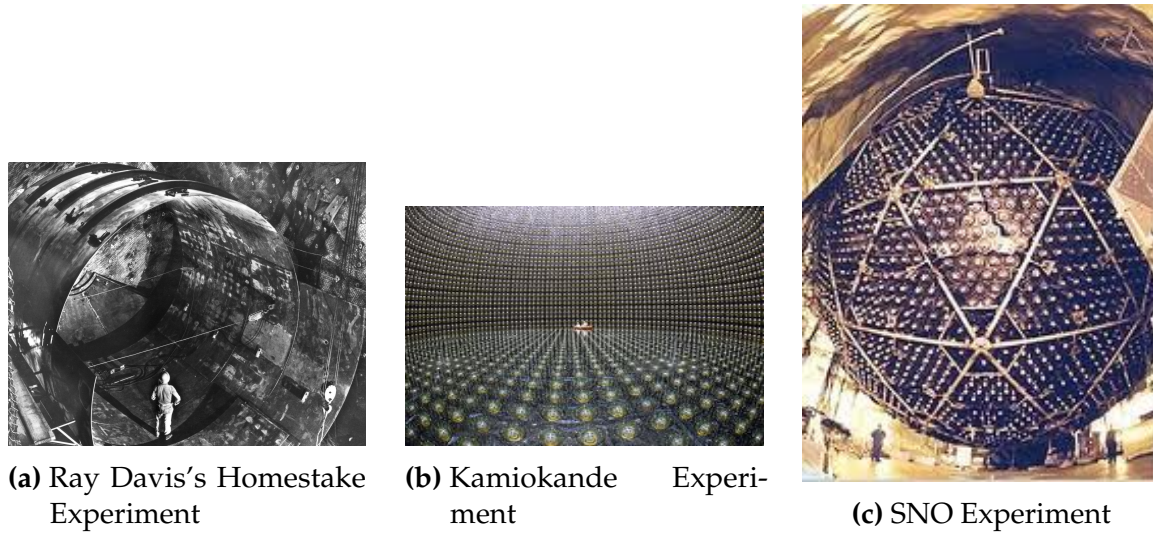 (a) Ray Davis's Homestake
Experiment
(b) Kamiokande Experi-
ment
(c) SNO Experiment